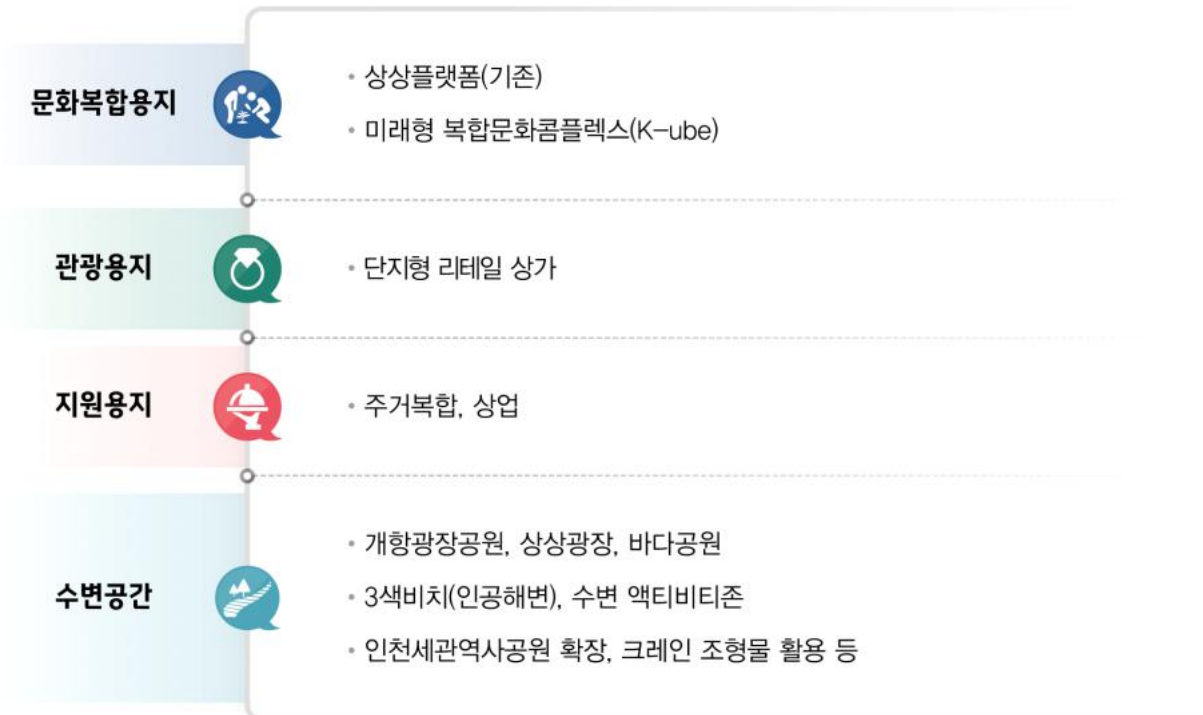 문화복합용지
• 상상플랫폼(기존)
• 미래형 복합문화콤플렉스(K-ube)
관광용지
• 단지형 리테일 상가
지원용지
• 주거복합, 상업
수변공간
• 개항광장공원, 상상광장, 바다공원
• 3색비치(인공해변), 수변 액티비티존
• 인천세관역사공원 확장, 크레인 조형물 활용 등